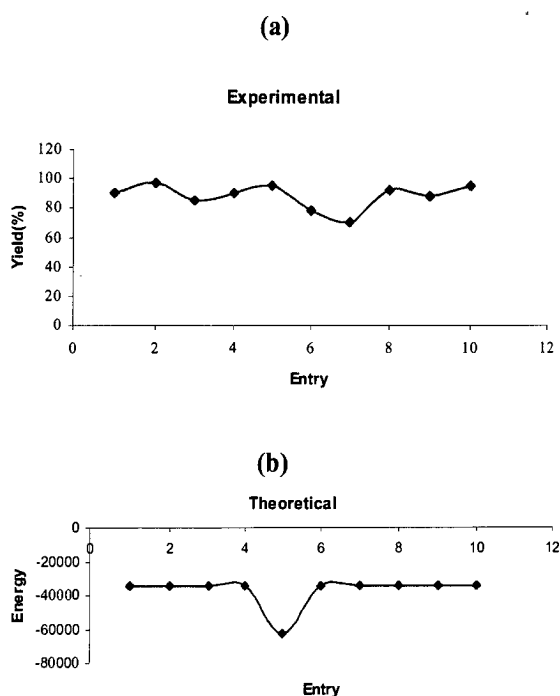 (a)
Experimental
120
100
80
60
40
20
0
0 2 4 6 8 10 12
Yield(%)
Entry
(b)
Theoretical
0
0 2 4 6 8 10 12
-20000
-40000
-60000
-80000
Energy
Entry